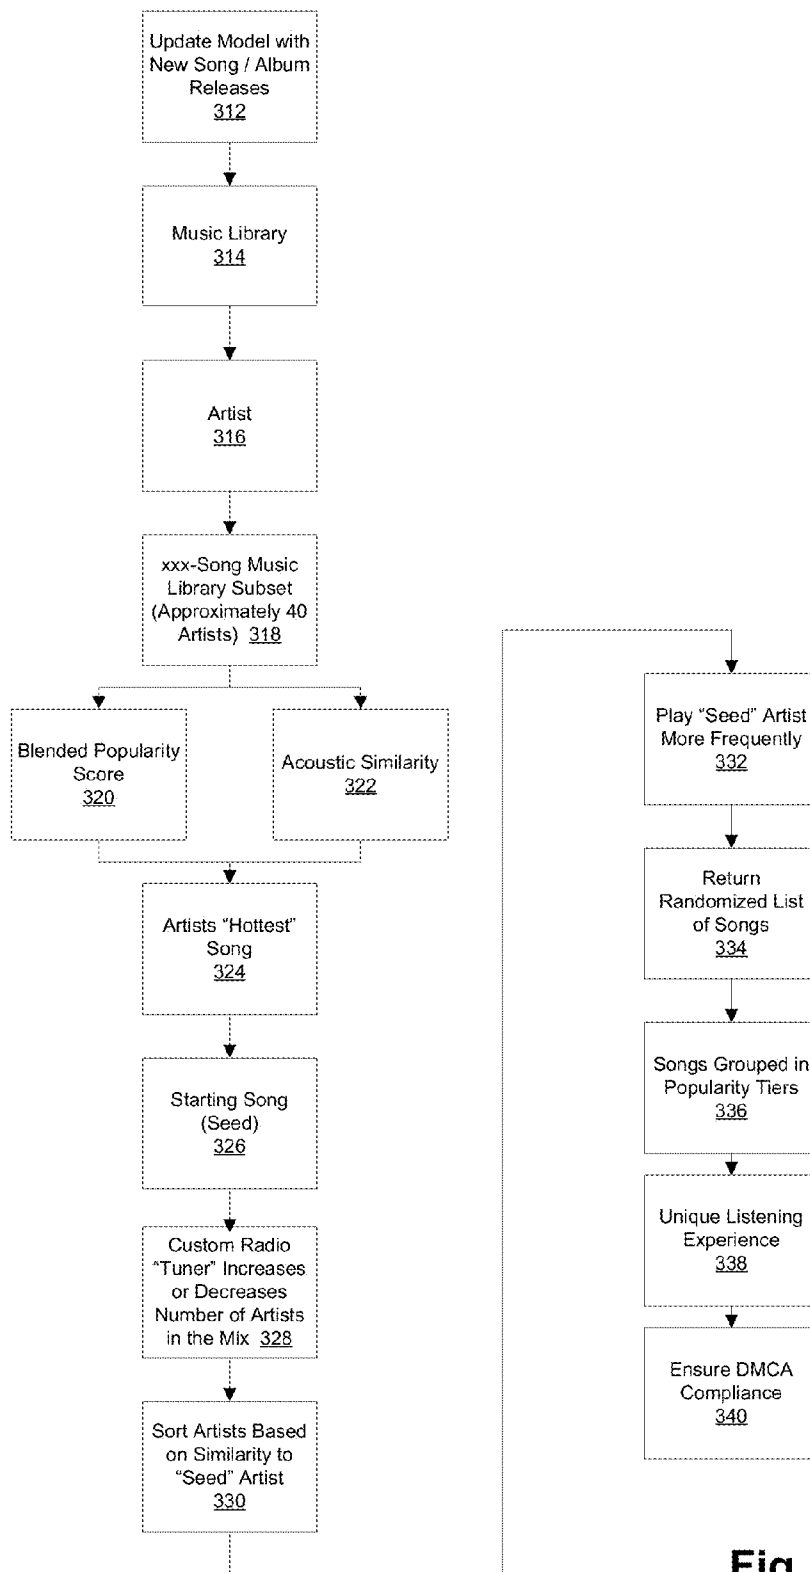 Update Model with
New Song / Album
Releases
312
Music Library
314
Artist
316
xxx-Song Music
Library Subset
(Approximately 40
Artists) 318
Blended Popularity
Score
320
Acoustic Similarity
322
Artists “Hottest”
Song
324
Starting Song
(Seed)
326
Custom Radio
“Tuner” Increases
or Decreases
Number of Artists
in the Mix 328
Sort Artists Based
on Similarity to
“Seed” Artist
330
Play “Seed” Artist
More Frequently
332
Return
Randomized List
of Songs
334
Songs Grouped in
Popularity Tiers
336
Unique Listening
Experience
338
Ensure DMCA
Compliance
340
Fig